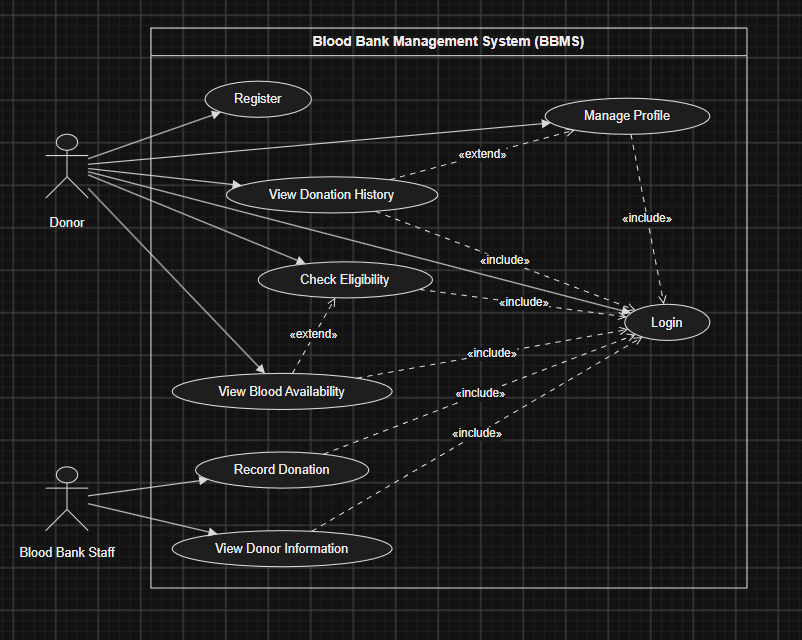 Blood Bank Management System (BBMS)
Register
Manage Profile
«extend»
View Donation History
Donor
«include»
«include»
Check Eligibility
«include»
Login
«extend»
«include»
View Blood Availability
«include»
«include»
Record Donation
View Donor Information
Blood Bank Staff